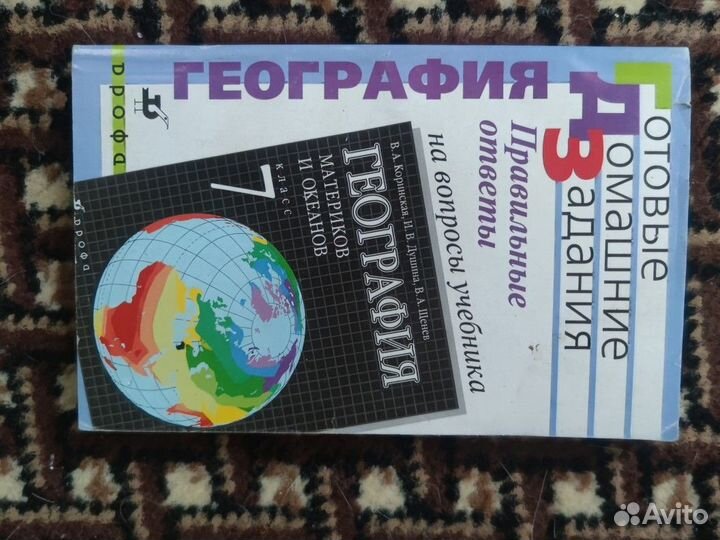 дрофа
ГЕОГРАФИЯ
Готовые
Домашние
Задания
Правильные
ответы
на вопросы учебника
В.А.Коринская, И.В.Душина, В.А.Щенев
ГЕОГРАФИЯ
МАТЕРИКОВ
И ОКЕАНОВ
7
класс
дрофа
Avito